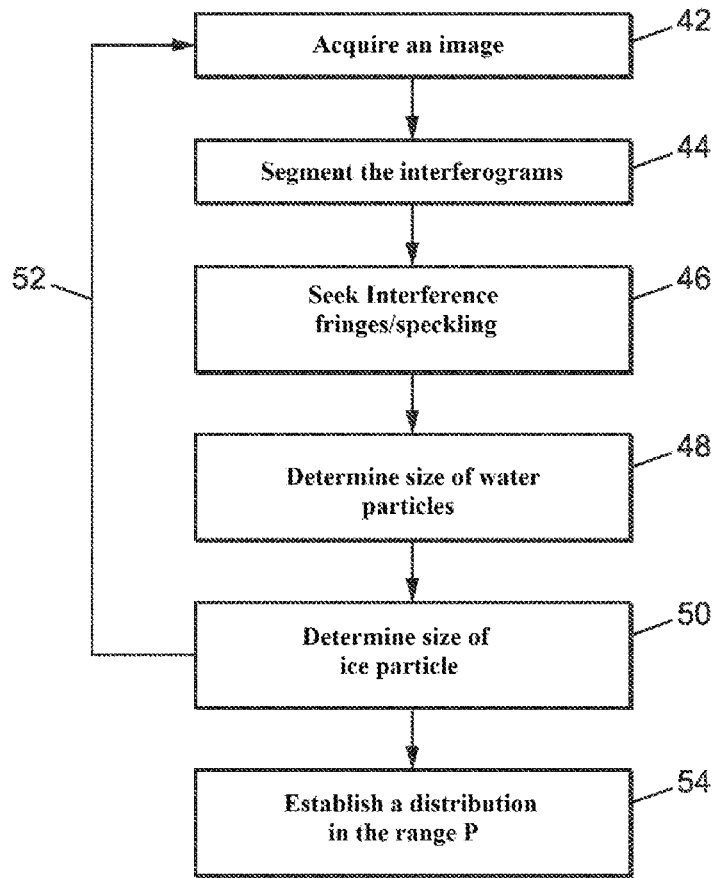 Acquire an image
42
Segment the interferograms
44
Seek Interference
fringes/speckling
46
52
Determine size of water
particles
48
Determine size of
ice particle
50
Establish a distribution
in the range P
54